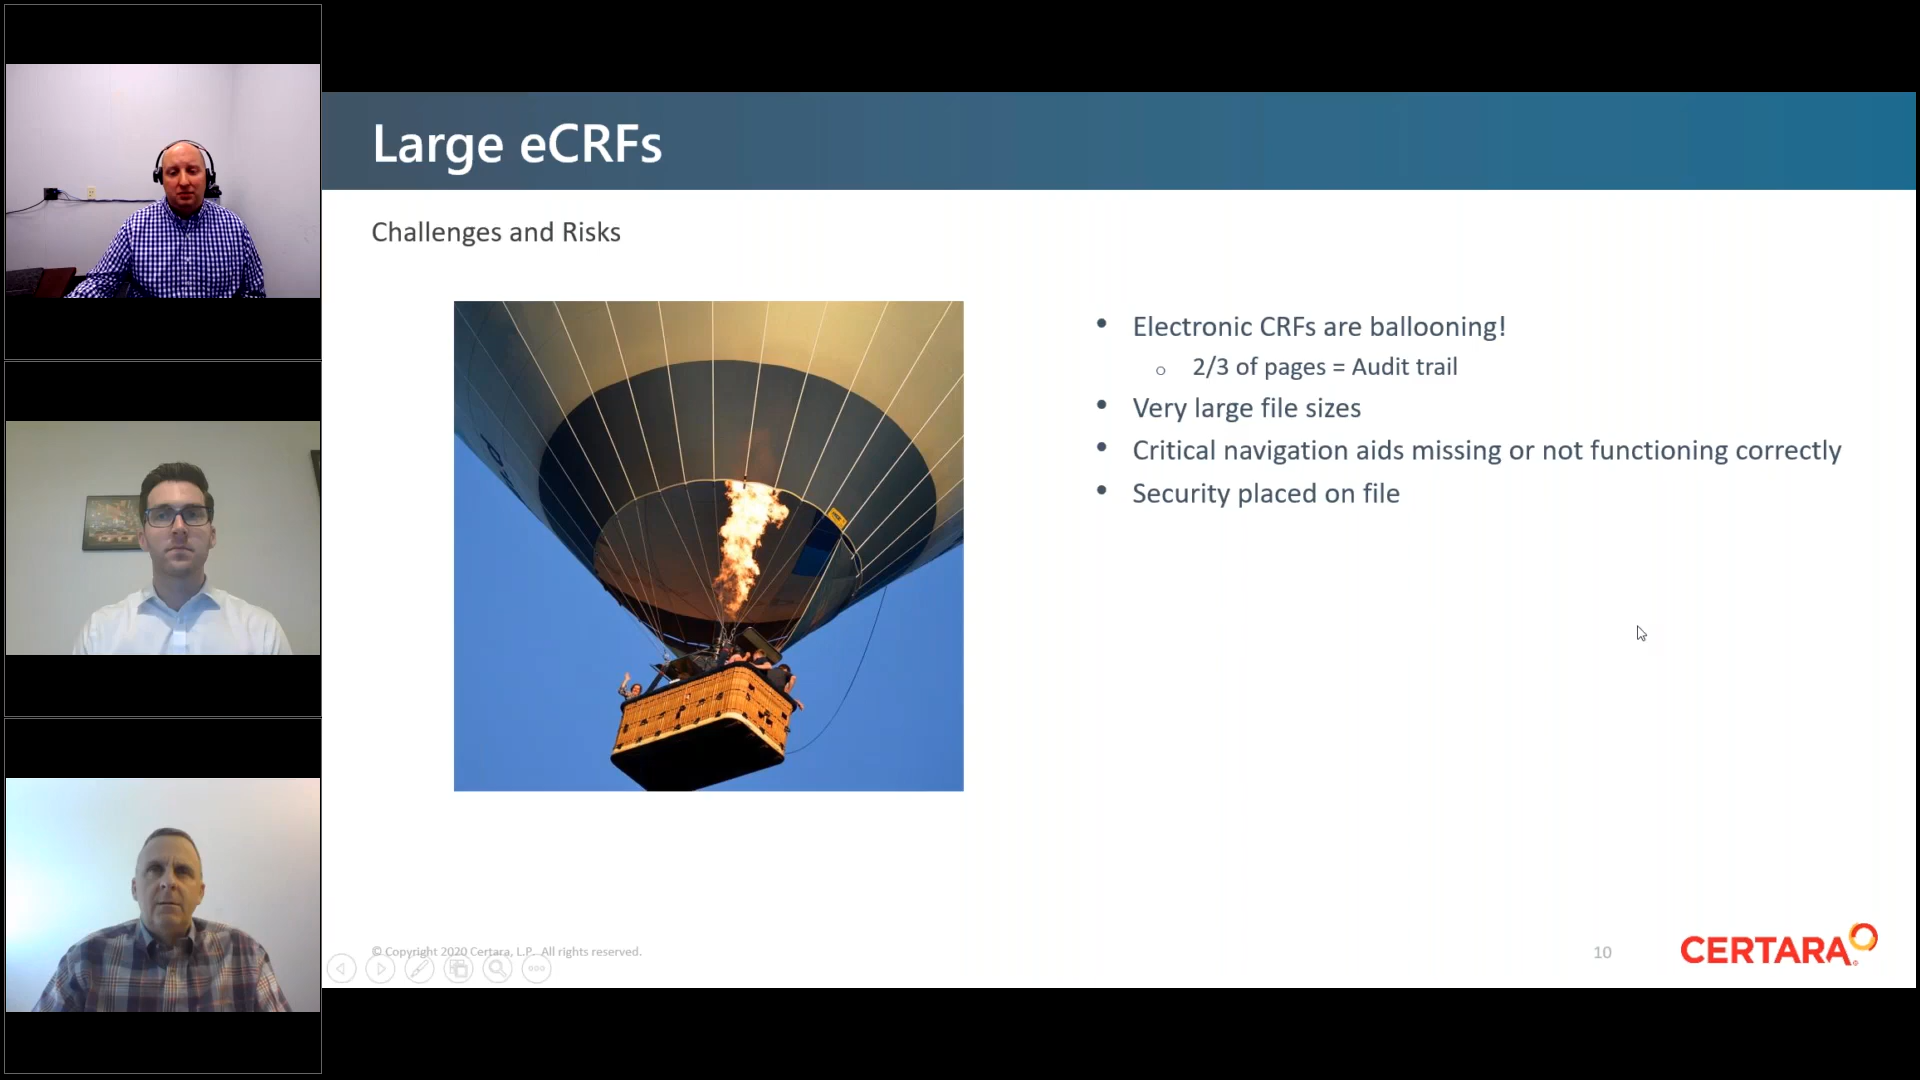 Large eCRFs
Challenges and Risks
• Electronic CRFs are ballooning!
○ 2/3 of pages = Audit trail
• Very large file sizes
• Critical navigation aids missing or not functioning correctly
• Security placed on file
© Copyright 2020 Certara, L.P. All rights reserved.
10
CERTARA®